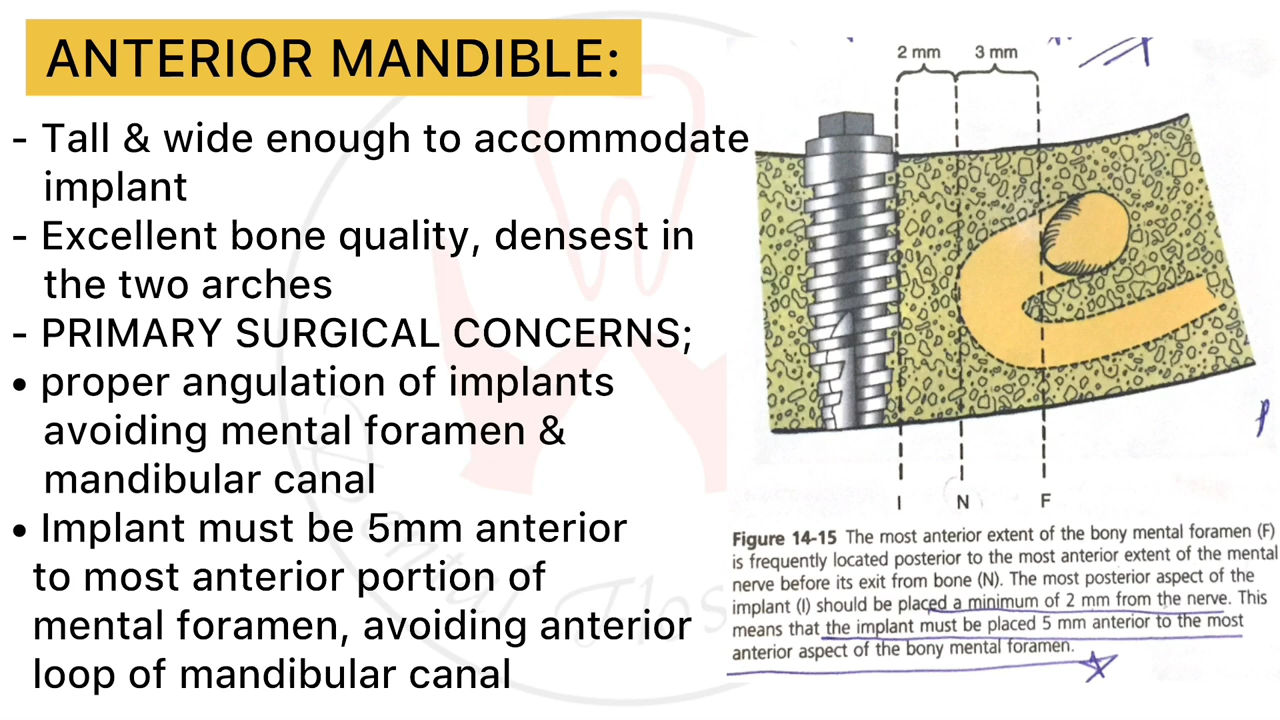 ANTERIOR MANDIBLE:
- Tall & wide enough to accommodate
implant
- Excellent bone quality, densest in
the two arches
- PRIMARY SURGICAL CONCERNS;
• proper angulation of implants
avoiding mental foramen &
mandibular canal
• Implant must be 5mm anterior
to most anterior portion of
mental foramen, avoiding anterior
loop of mandibular canal
2 mm 3 mm
I N F
Figure 14-15 The most anterior extent of the bony mental foramen (F)
is frequently located posterior to the most anterior extent of the mental
nerve before its exit from bone (N). The most posterior aspect of the
implant (I) should be placed a minimum of 2 mm from the nerve. This
means that the implant must be placed 5 mm anterior to the most
anterior aspect of the bony mental foramen.